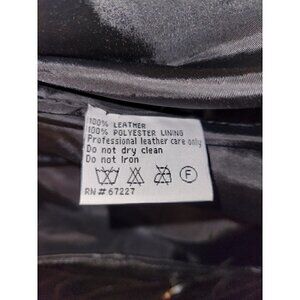 100% LEATHER
100% POLYESTER LINING
Professional leather care only
Do not dry clean
Do not Iron
F
RN # 67227